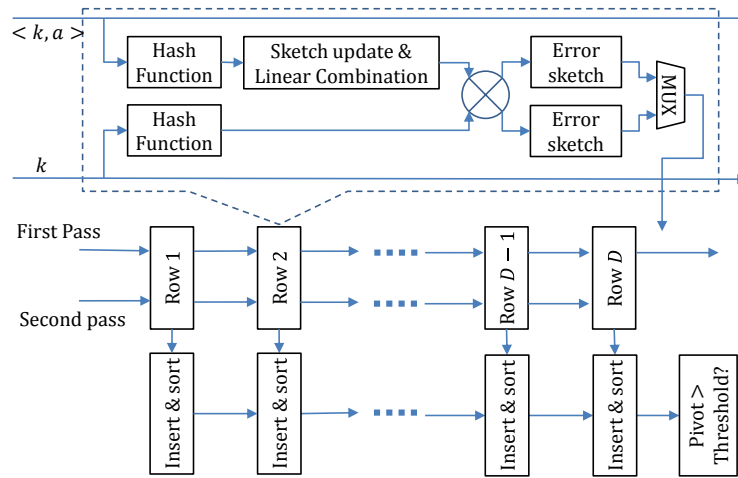 < k, a >
Hash
Function
Sketch update &
Linear Combination
Error
sketch
MUX
Hash
Function
Error
sketch
k
First Pass
Second pass
Row 1
Row 2
Row D − 1
Row D
Insert & sort
Insert & sort
Insert & sort
Insert & sort
Pivot >
Threshold?